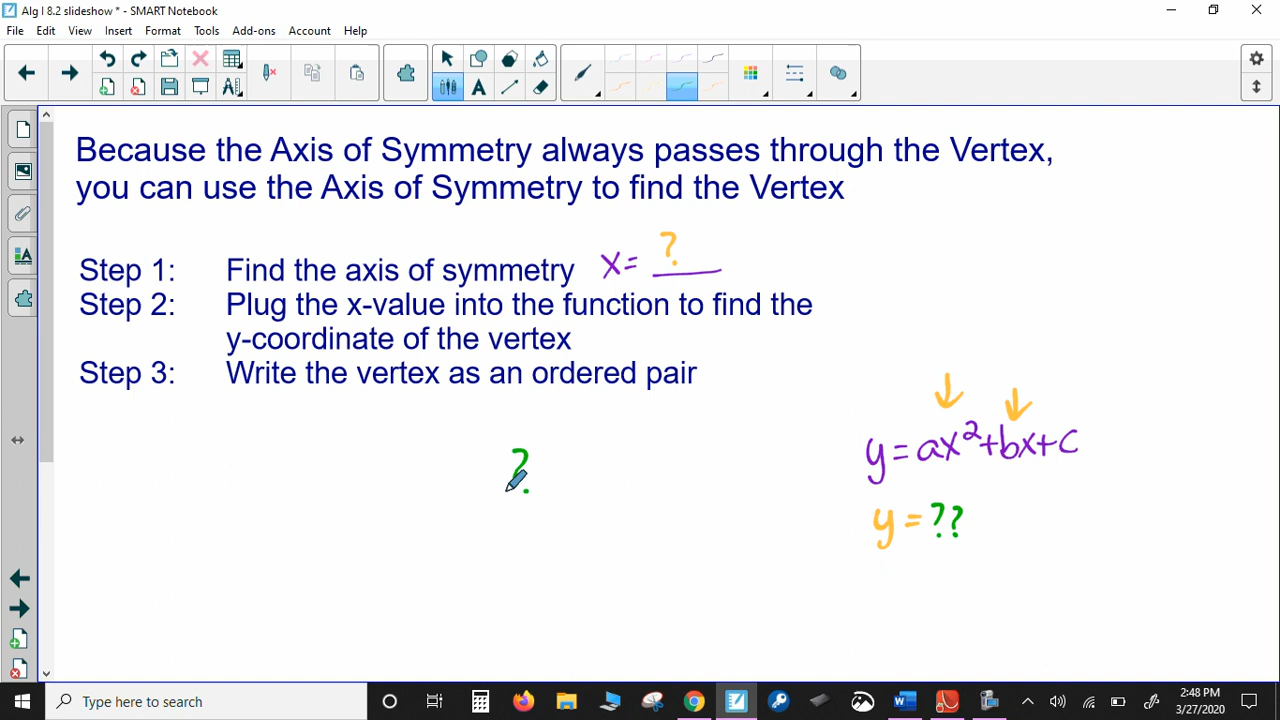 Alg I 8.2 slideshow * - SMART Notebook
File Edit View Insert Format Tools Add-ons Account Help
Because the Axis of Symmetry always passes through the Vertex,
you can use the Axis of Symmetry to find the Vertex
Step 1: Find the axis of symmetry x= ?
Step 2: Plug the x-value into the function to find the
y-coordinate of the vertex
Step 3: Write the vertex as an ordered pair
y=ax²+bx+c
?
y=??
Type here to search
2:48 PM
3/27/2020